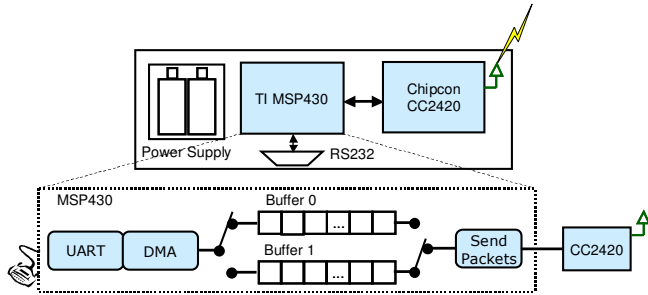 TI MSP430
Chipcon
CC2420
Power Supply
RS232
MSP430
Buffer 0
...
UART
DMA
Buffer 1
...
Send
Packets
CC2420